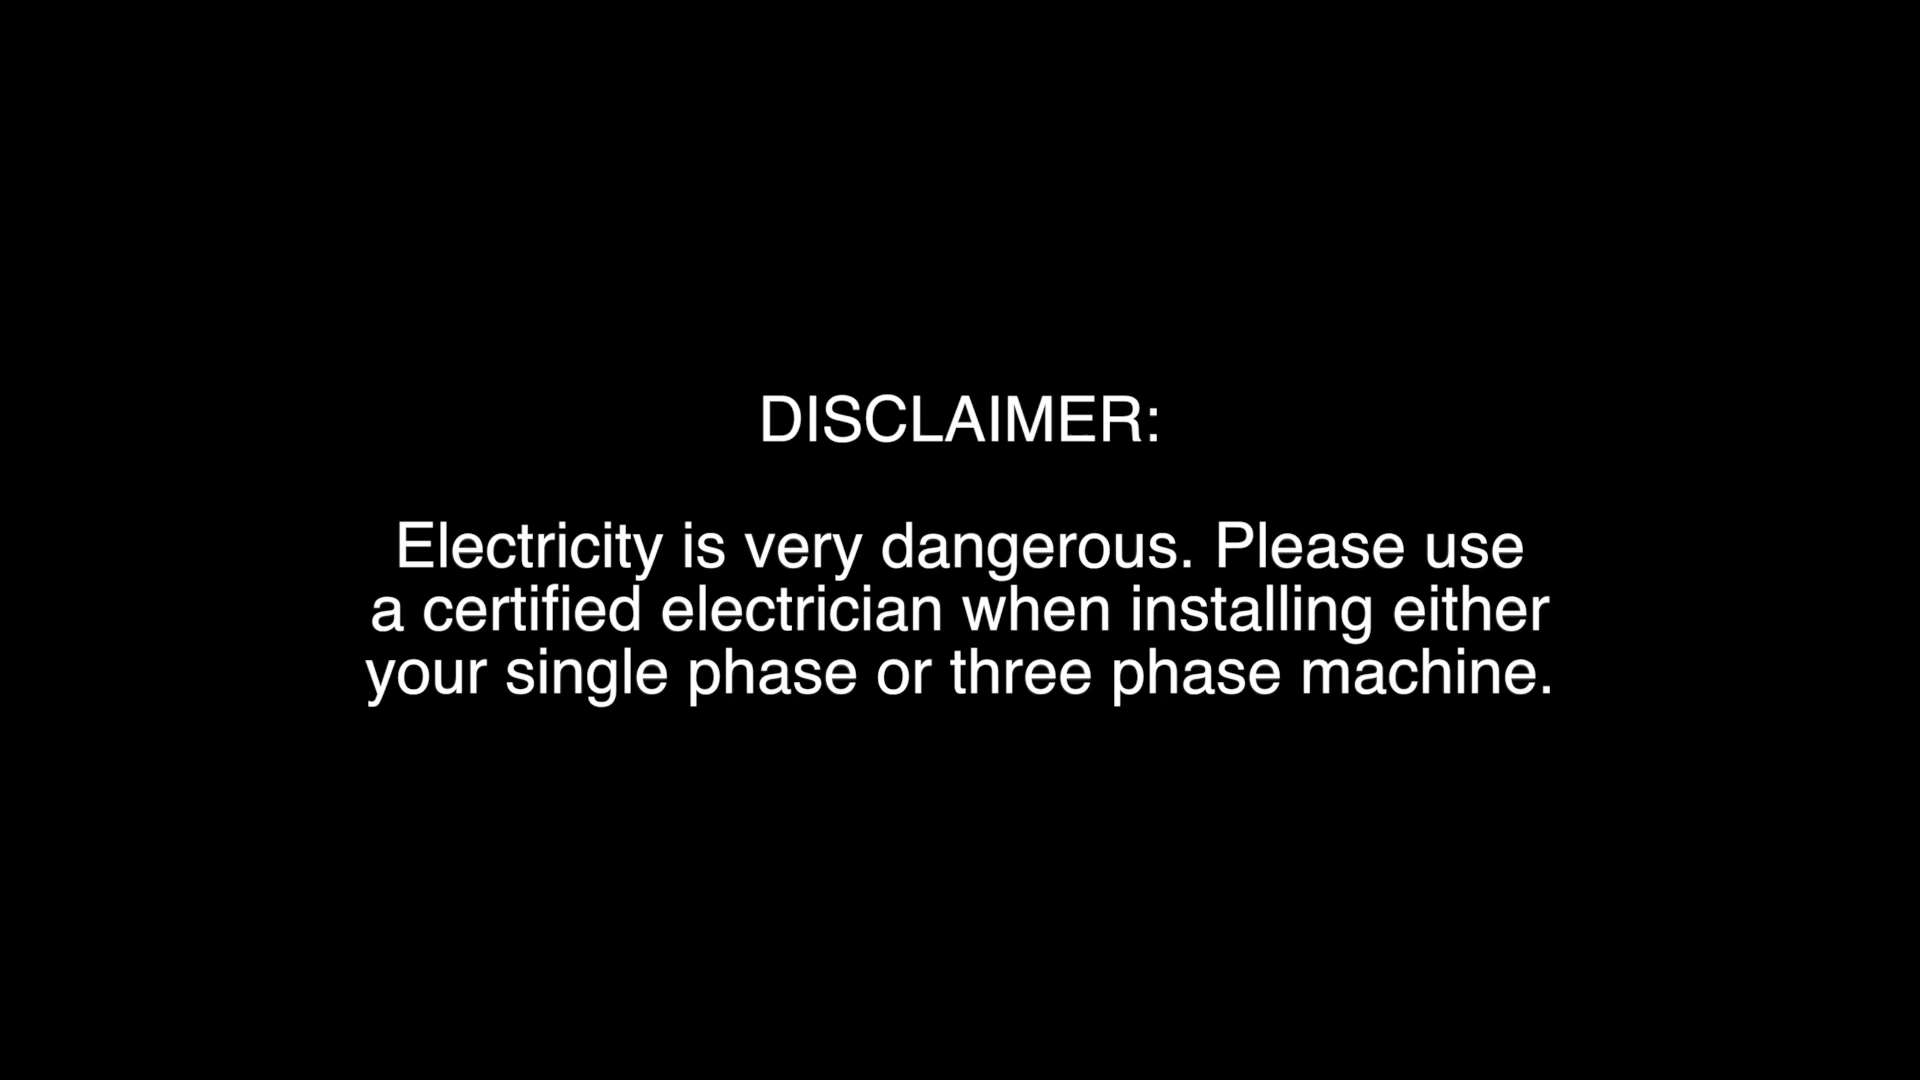 DISCLAIMER:
Electricity is very dangerous. Please use
a certified electrician when installing either
your single phase or three phase machine.